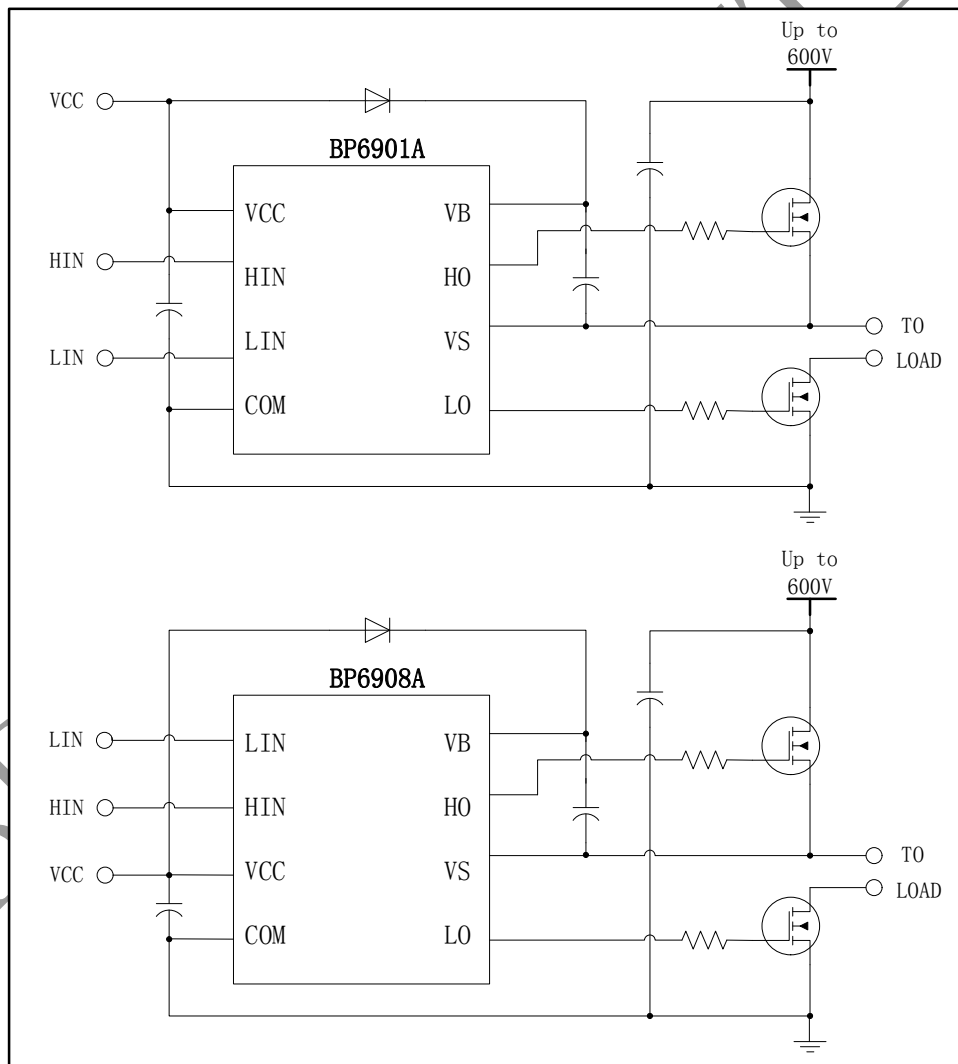 Up to
600V
VCC
BP6901A
VCC VB
HIN
HIN HO
LIN VS
TO
LIN
LOAD
COM LO
Up to
600V
BP6908A
LIN
LIN VB
HIN
HIN HO
VCC
VCC VS
TO
LOAD
COM LO